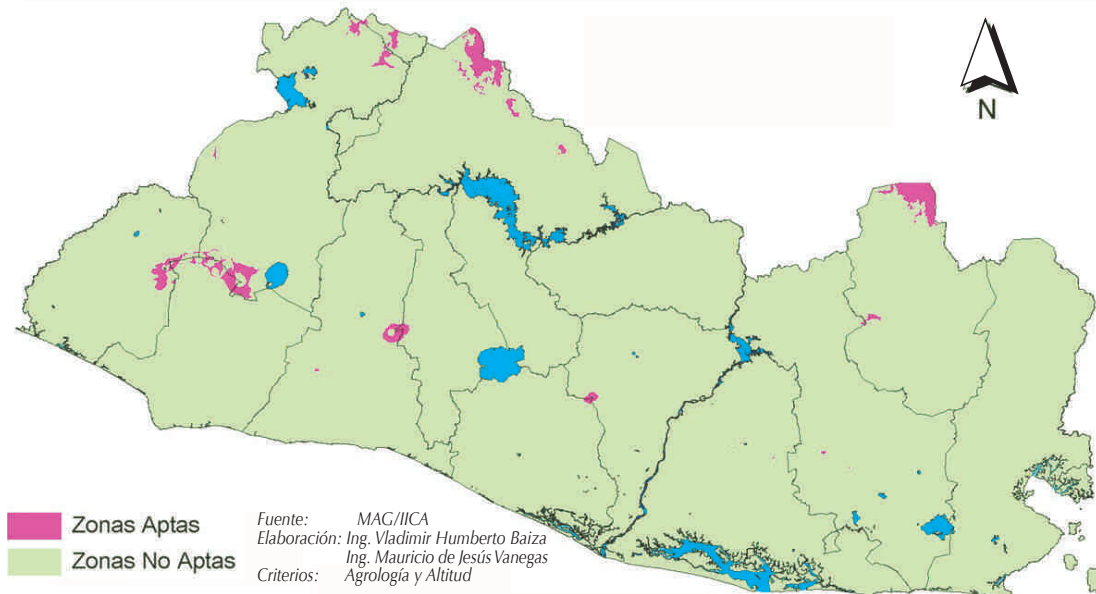 N
Zonas Aptas
Zonas No Aptas
Fuente: MAG/IICA
Elaboración: Ing. Vladimir Humberto Baiza
Ing. Mauricio de Jesús Vanegas
Criterios: Agrología y Altitud